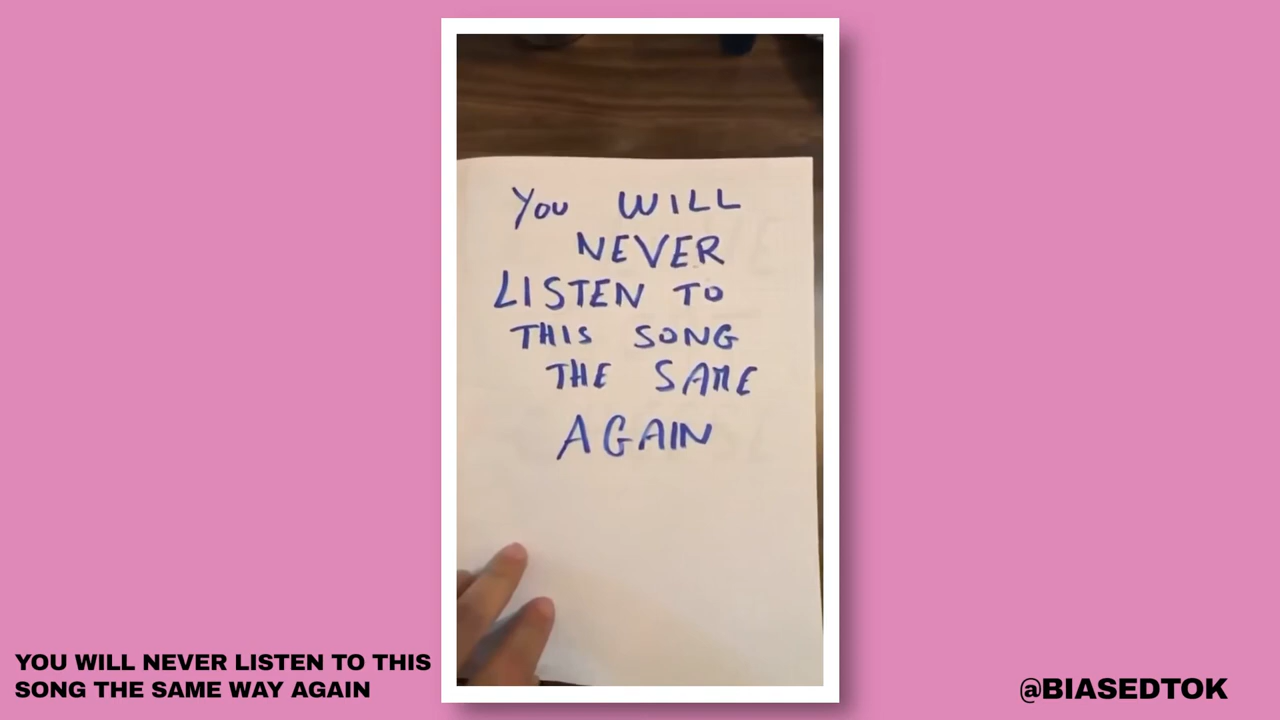 You WILL
NEVER
LISTEN TO
THIS SONG
THE SAME
AGAIN
YOU WILL NEVER LISTEN TO THIS
SONG THE SAME WAY AGAIN
@BIASEDTOK